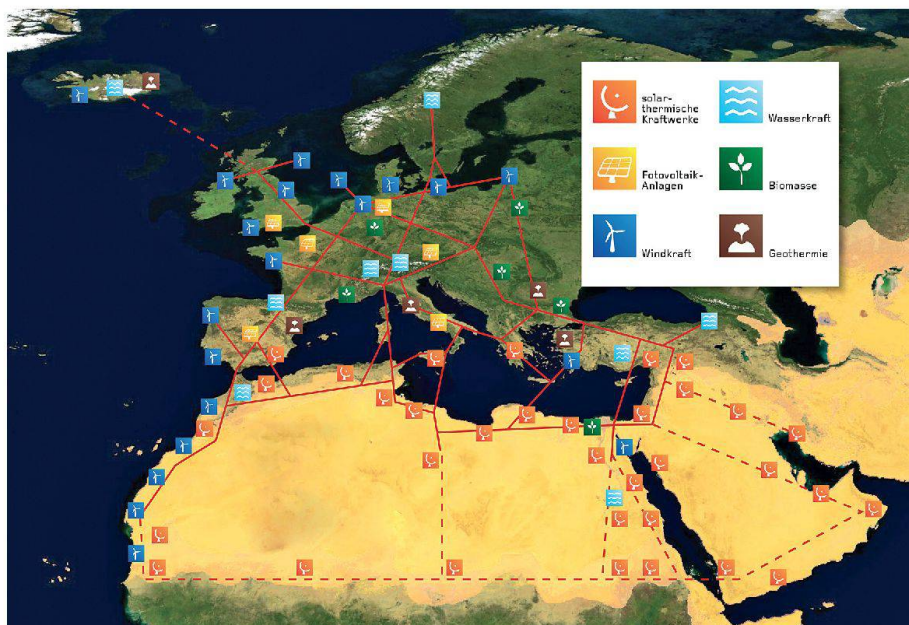 solar-
thermische
Kraftwerke
Wasserkraft
Fotovoltaik-
Anlagen
Biomasse
Windkraft
Geothermie